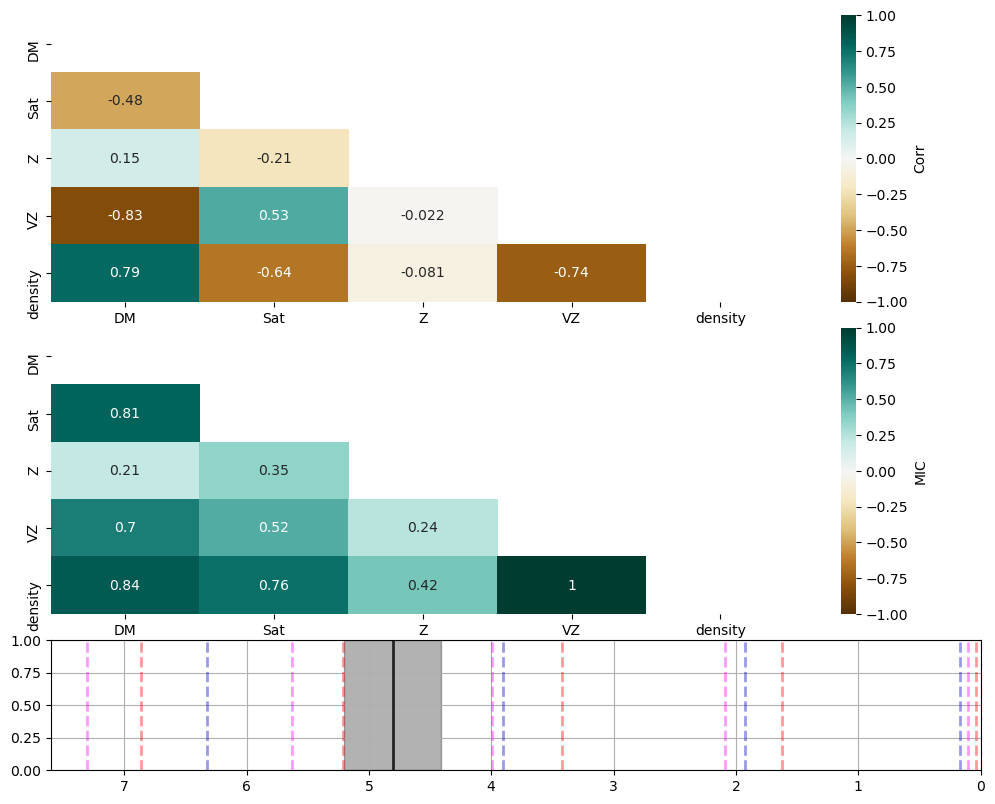 DM
Sat
Z
VZ
density
-0.48
0.15 -0.21
-0.83 0.53 -0.022
0.79 -0.64 -0.081 -0.74
DM Sat Z VZ density
1.00
0.75
0.50
0.25
0.00
−0.25
−0.50
−0.75
−1.00
Corr
DM
Sat
Z
VZ
density
0.81
0.21 0.35
0.7 0.52 0.24
0.84 0.76 0.42 1
DM Sat Z VZ density
1.00
0.75
0.50
0.25
0.00
−0.25
−0.50
−0.75
−1.00
MIC
1.00
0.75
0.50
0.25
0.00
7 6 5 4 3 2 1 0